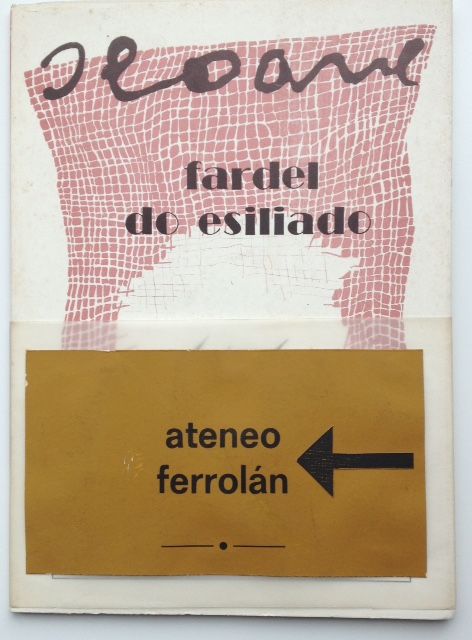 seoane
fardel
do esiliado
ateneo
ferrolán